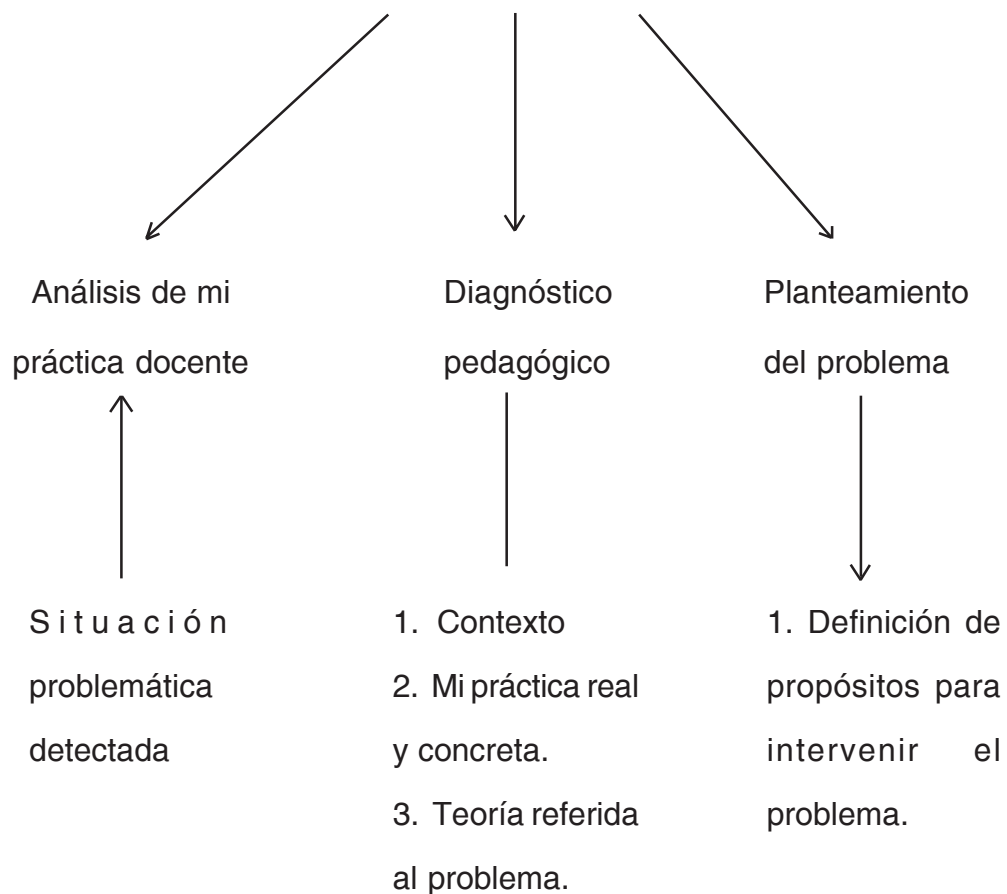 Análisis de mi
práctica docente
Diagnóstico
pedagógico
Planteamiento
del problema
Situación
problemática
detectada
1. Contexto
2. Mi práctica real
y concreta.
3. Teoría referida
al problema.
1. Definición de
propósitos para
intervenir el
problema.